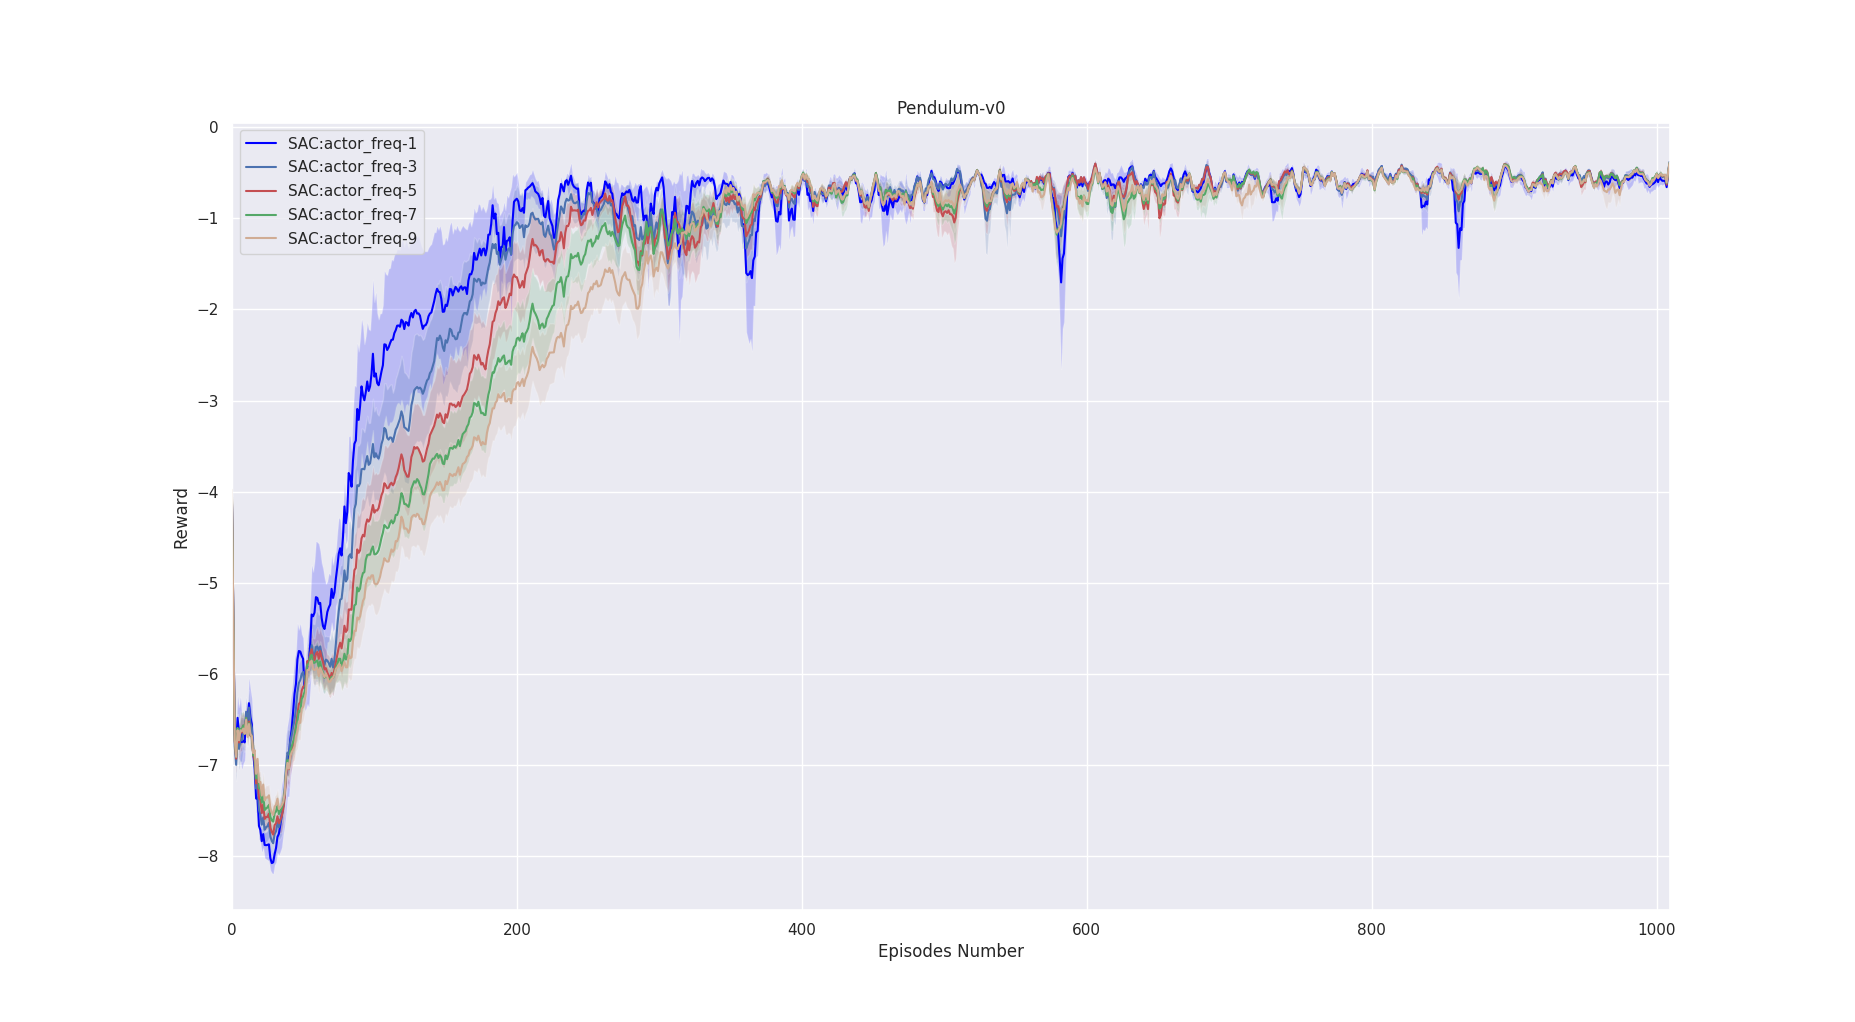 Pendulum-v0
SAC:actor_freq-1
SAC:actor_freq-3
SAC:actor_freq-5
SAC:actor_freq-7
SAC:actor_freq-9
0
−1
−2
−3
−4
−5
−6
−7
−8
Reward
0 200 400 600 800 1000
Episodes Number